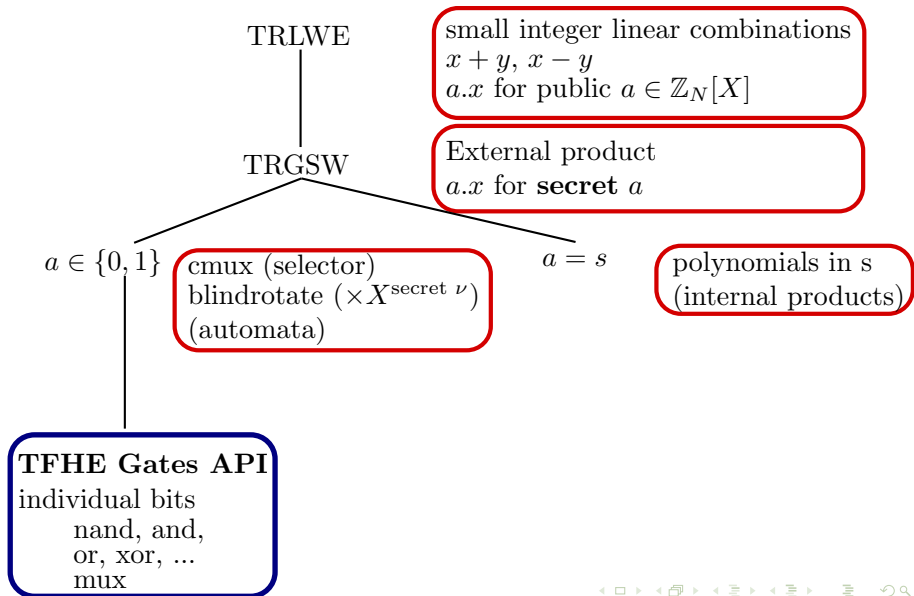 TRLWE
small integer linear combinations
x + y, x − y
a.x for public a ∈ ℤ_N[X]
TRGSW
External product
a.x for secret a
a ∈ {0, 1}
cmux (selector)
blindrotate (×X^{secret ν})
(automata)
a = s
polynomials in s
(internal products)
TFHE Gates API
individual bits
nand, and,
or, xor, ...
mux